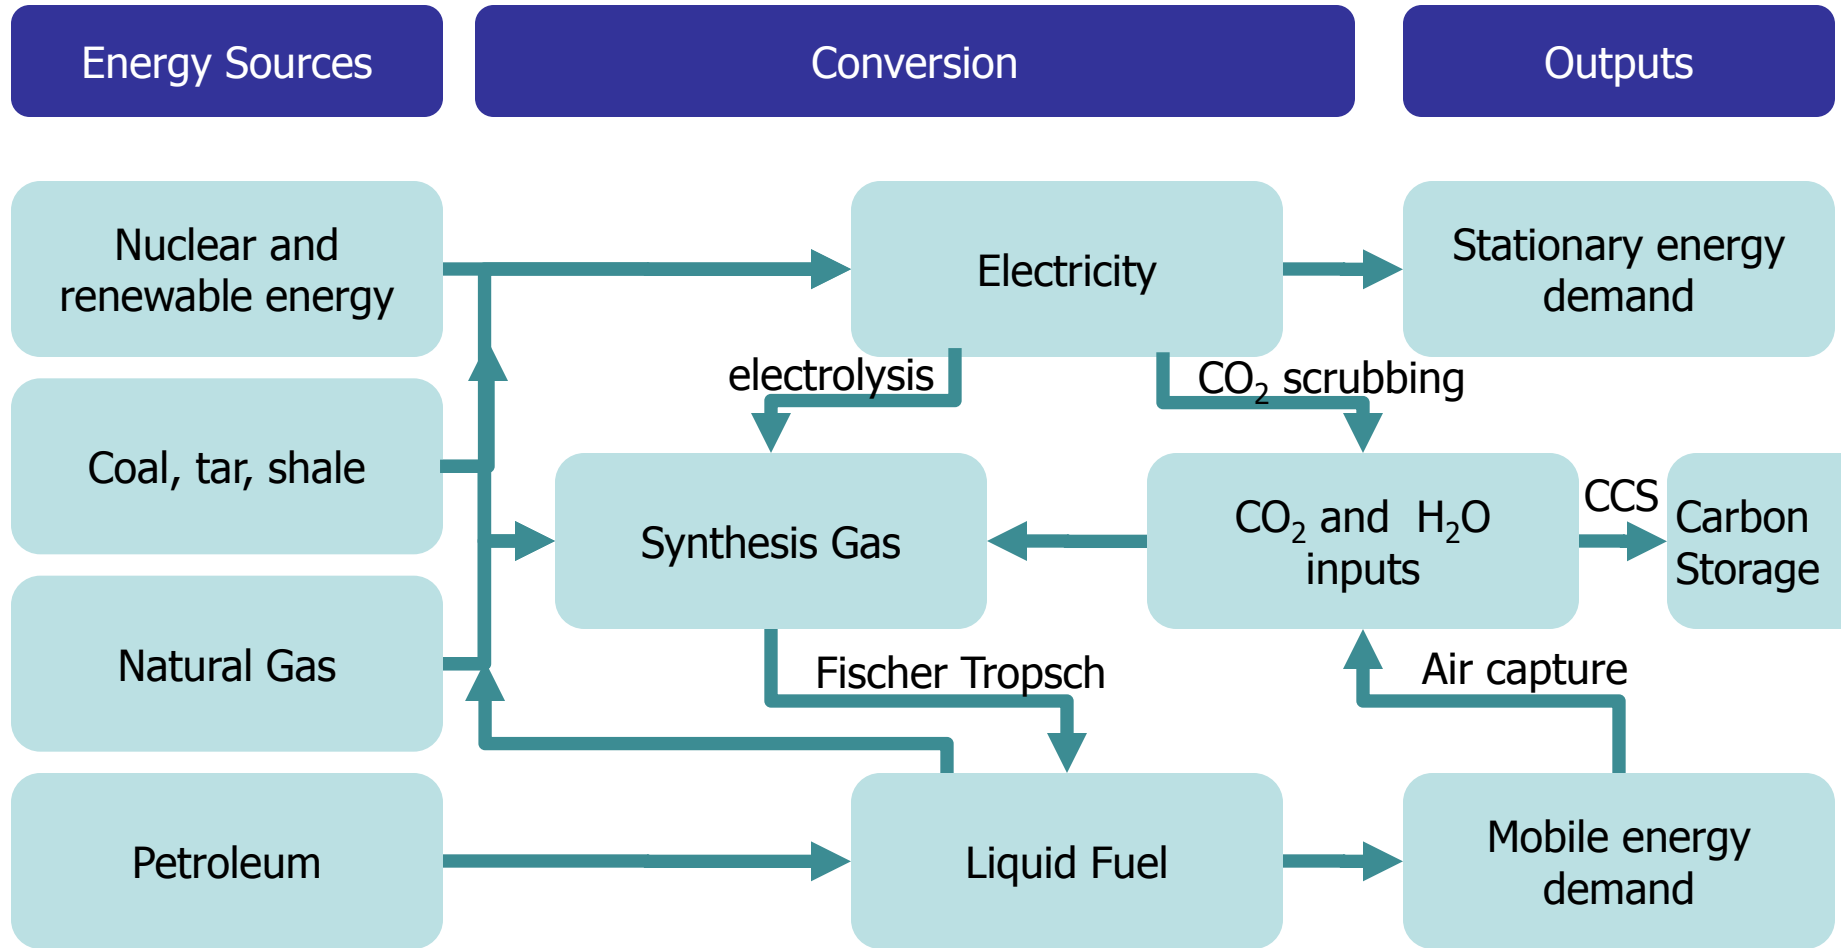 Energy Sources
Conversion
Outputs
Nuclear and
renewable energy
Electricity
Stationary energy
demand
electrolysis
CO₂ scrubbing
Coal, tar, shale
Synthesis Gas
CO₂ and H₂O
inputs
CCS
Carbon
Storage
Natural Gas
Fischer Tropsch
Air capture
Petroleum
Liquid Fuel
Mobile energy
demand